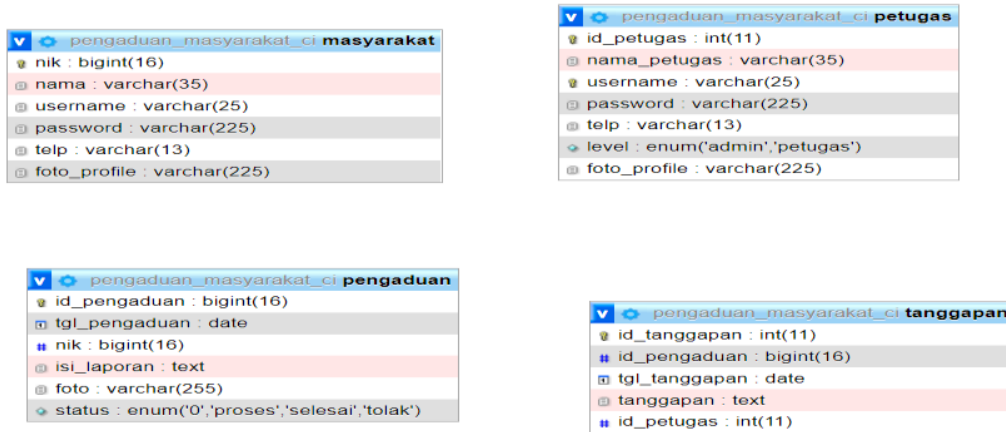 pengaduan_masyarakat_ci masyarakat
nik : bigint(16)
nama : varchar(35)
username : varchar(25)
password : varchar(225)
telp : varchar(13)
foto_profile : varchar(225)
pengaduan_masyarakat_ci petugas
id_petugas : int(11)
nama_petugas : varchar(35)
username : varchar(25)
password : varchar(225)
telp : varchar(13)
level : enum('admin','petugas')
foto_profile : varchar(225)
pengaduan_masyarakat_ci pengaduan
id_pengaduan : bigint(16)
tgl_pengaduan : date
nik : bigint(16)
isi_laporan : text
foto : varchar(255)
status : enum('0','proses','selesai','tolak')
pengaduan_masyarakat_ci tanggapan
id_tanggapan : int(11)
id_pengaduan : bigint(16)
tgl_tanggapan : date
tanggapan : text
id_petugas : int(11)